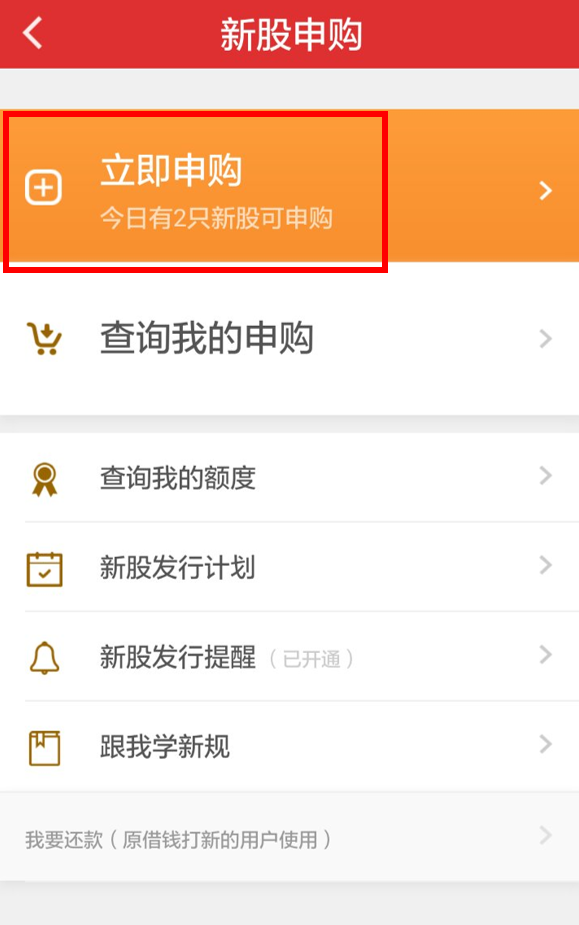 新股申购
立即申购
今日有2只新股可申购
查询我的申购
查询我的额度
新股发行计划
新股发行提醒（已开通）
跟我学新规
我要还款（原借钱打新的用户使用）